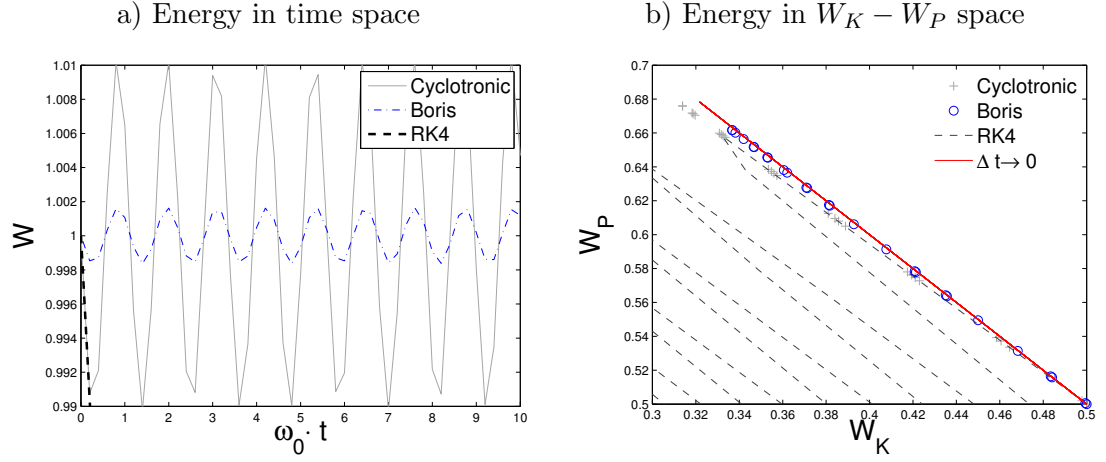 a) Energy in time space
1.01
1.008
1.006
1.004
1.002
1
0.998
0.996
0.994
0.992
0.99
W
0 1 2 3 4 5 6 7 8 9 10
ω₀· t
Cyclotronic
Boris
RK4
b) Energy in W_K − W_P space
0.7
0.68
0.66
0.64
0.62
0.6
0.58
0.56
0.54
0.52
0.5
W_P
0.3 0.32 0.34 0.36 0.38 0.4 0.42 0.44 0.46 0.48 0.5
W_K
Cyclotronic
Boris
RK4
Δ t→ 0